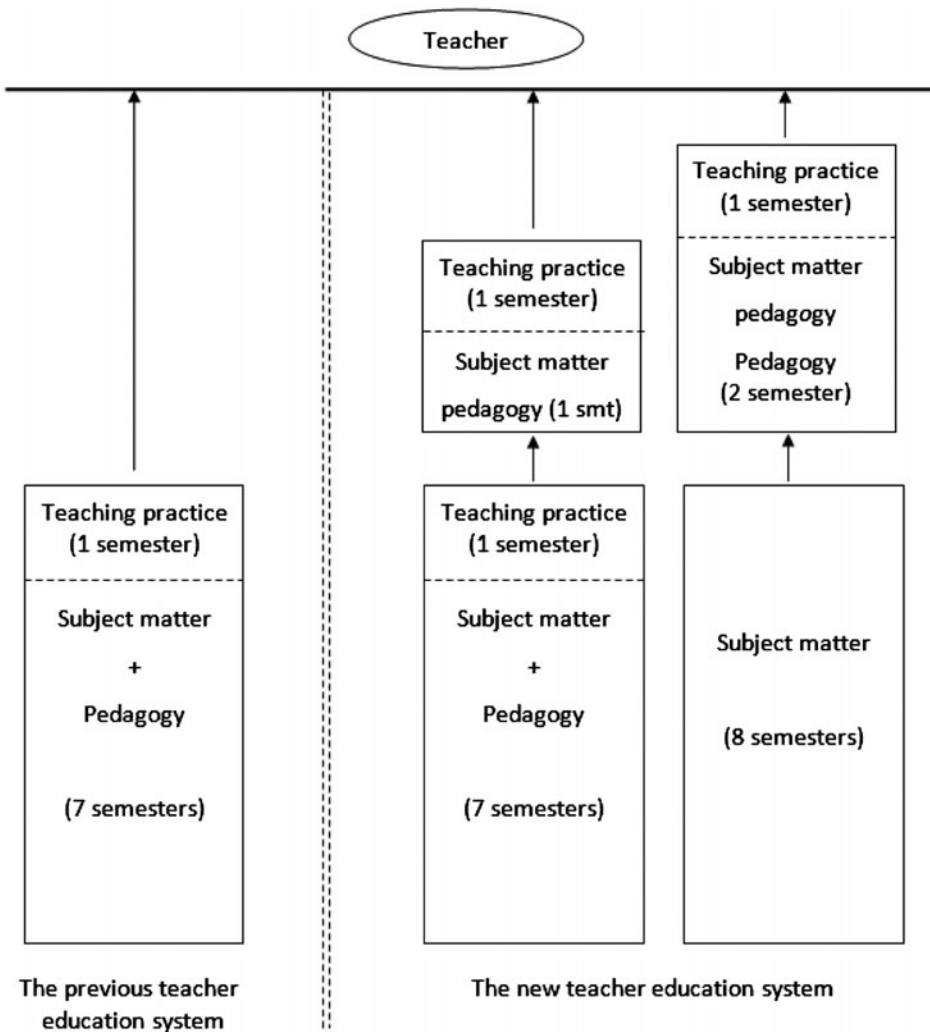 Teacher
Teaching practice
(1 semester)
Subject matter
+
Pedagogy
(7 semesters)
The previous teacher
education system
Teaching practice
(1 semester)
Subject matter
pedagogy (1 smt)
Teaching practice
(1 semester)
Subject matter
+
Pedagogy
(7 semesters)
Teaching practice
(1 semester)
Subject matter
pedagogy
Pedagogy
(2 semester)
Subject matter
(8 semesters)
The new teacher education system